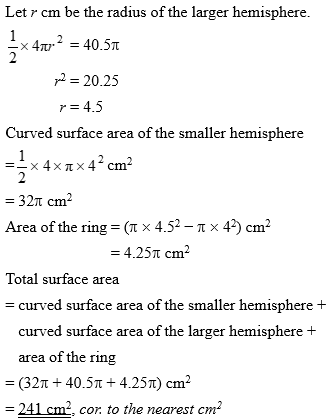 Let r cm be the radius of the larger hemisphere.
1/2 × 4πr² = 40.5π
r² = 20.25
r = 4.5
Curved surface area of the smaller hemisphere
= 1/2 × 4 × π × 4² cm²
= 32π cm²
Area of the ring = (π × 4.5² − π × 4²) cm²
= 4.25π cm²
Total surface area
= curved surface area of the smaller hemisphere +
curved surface area of the larger hemisphere +
area of the ring
= (32π + 40.5π + 4.25π) cm²
= 241 cm², cor. to the nearest cm²